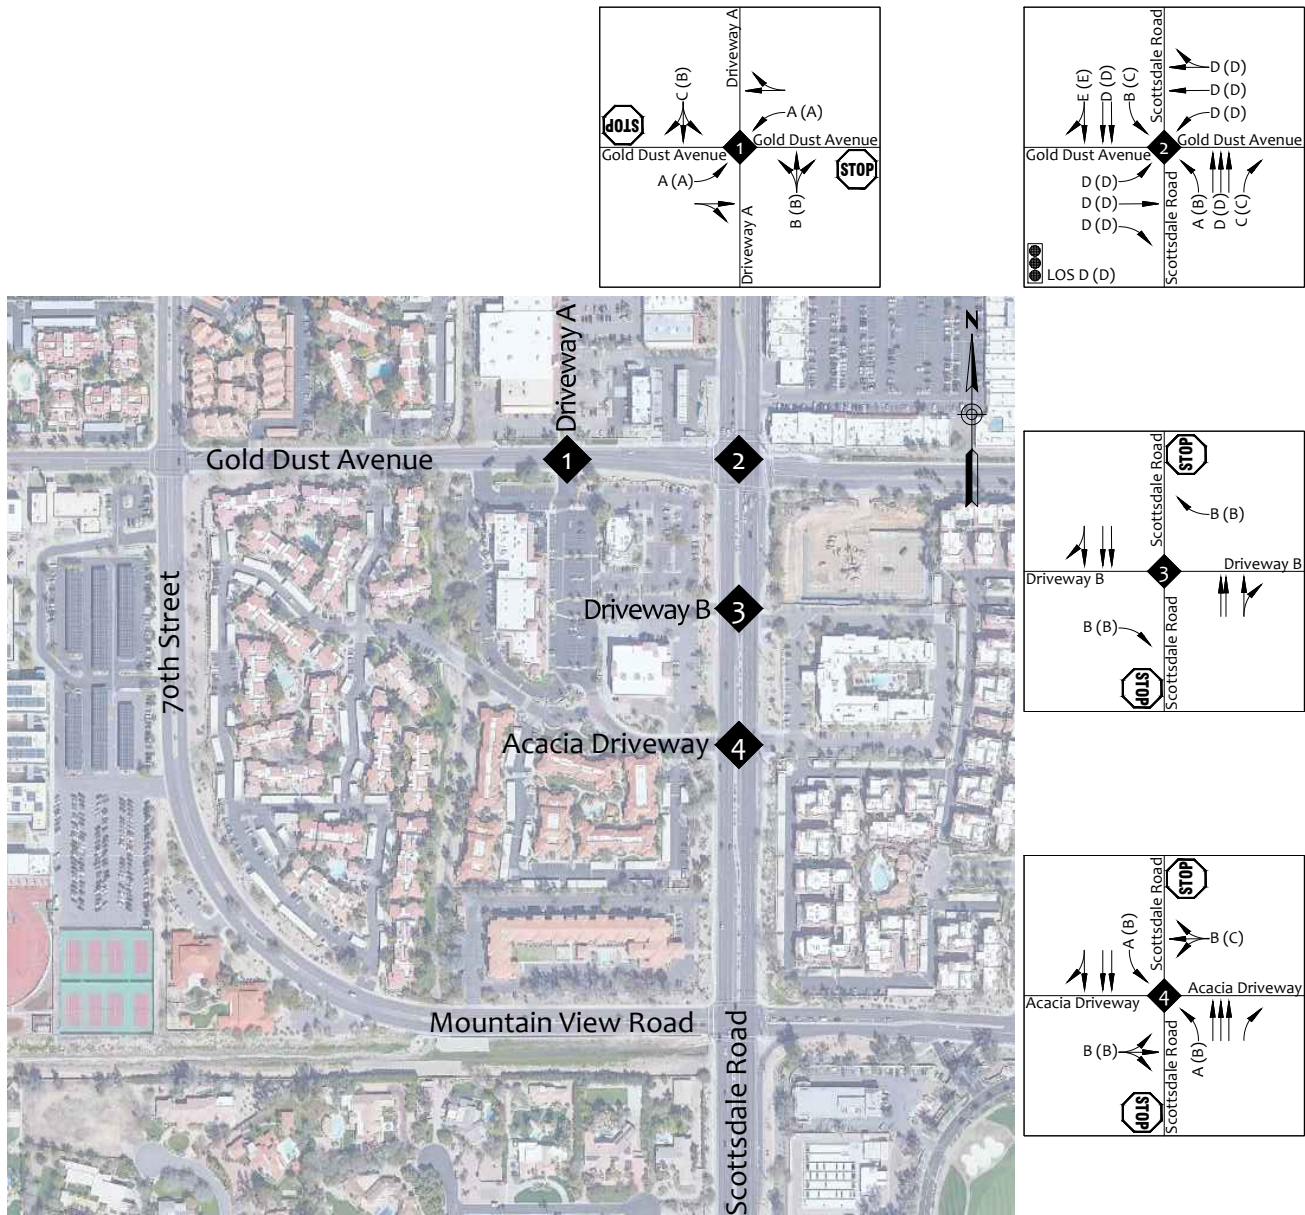 Driveway A
C (B)
STOP
A (A)
Gold Dust Avenue
1
Gold Dust Avenue
A (A)
STOP
B (B)
Driveway A
Scottsdale Road
E (E)
D (D)
B (C)
D (D)
D (D)
D (D)
Gold Dust Avenue
2
Gold Dust Avenue
D (D)
D (D)
D (D)
A (B)
D (D)
C (C)
Scottsdale Road
LOS D (D)
Driveway A
N
Gold Dust Avenue
1
2
70th Street
Driveway B
3
Acacia Driveway
4
Mountain View Road
Scottsdale Road
Scottsdale Road
STOP
B (B)
Driveway B
3
Driveway B
B (B)
Scottsdale Road
STOP
Scottsdale Road
STOP
A (B)
B (C)
Acacia Driveway
4
Acacia Driveway
B (B)
A (B)
Scottsdale Road
STOP